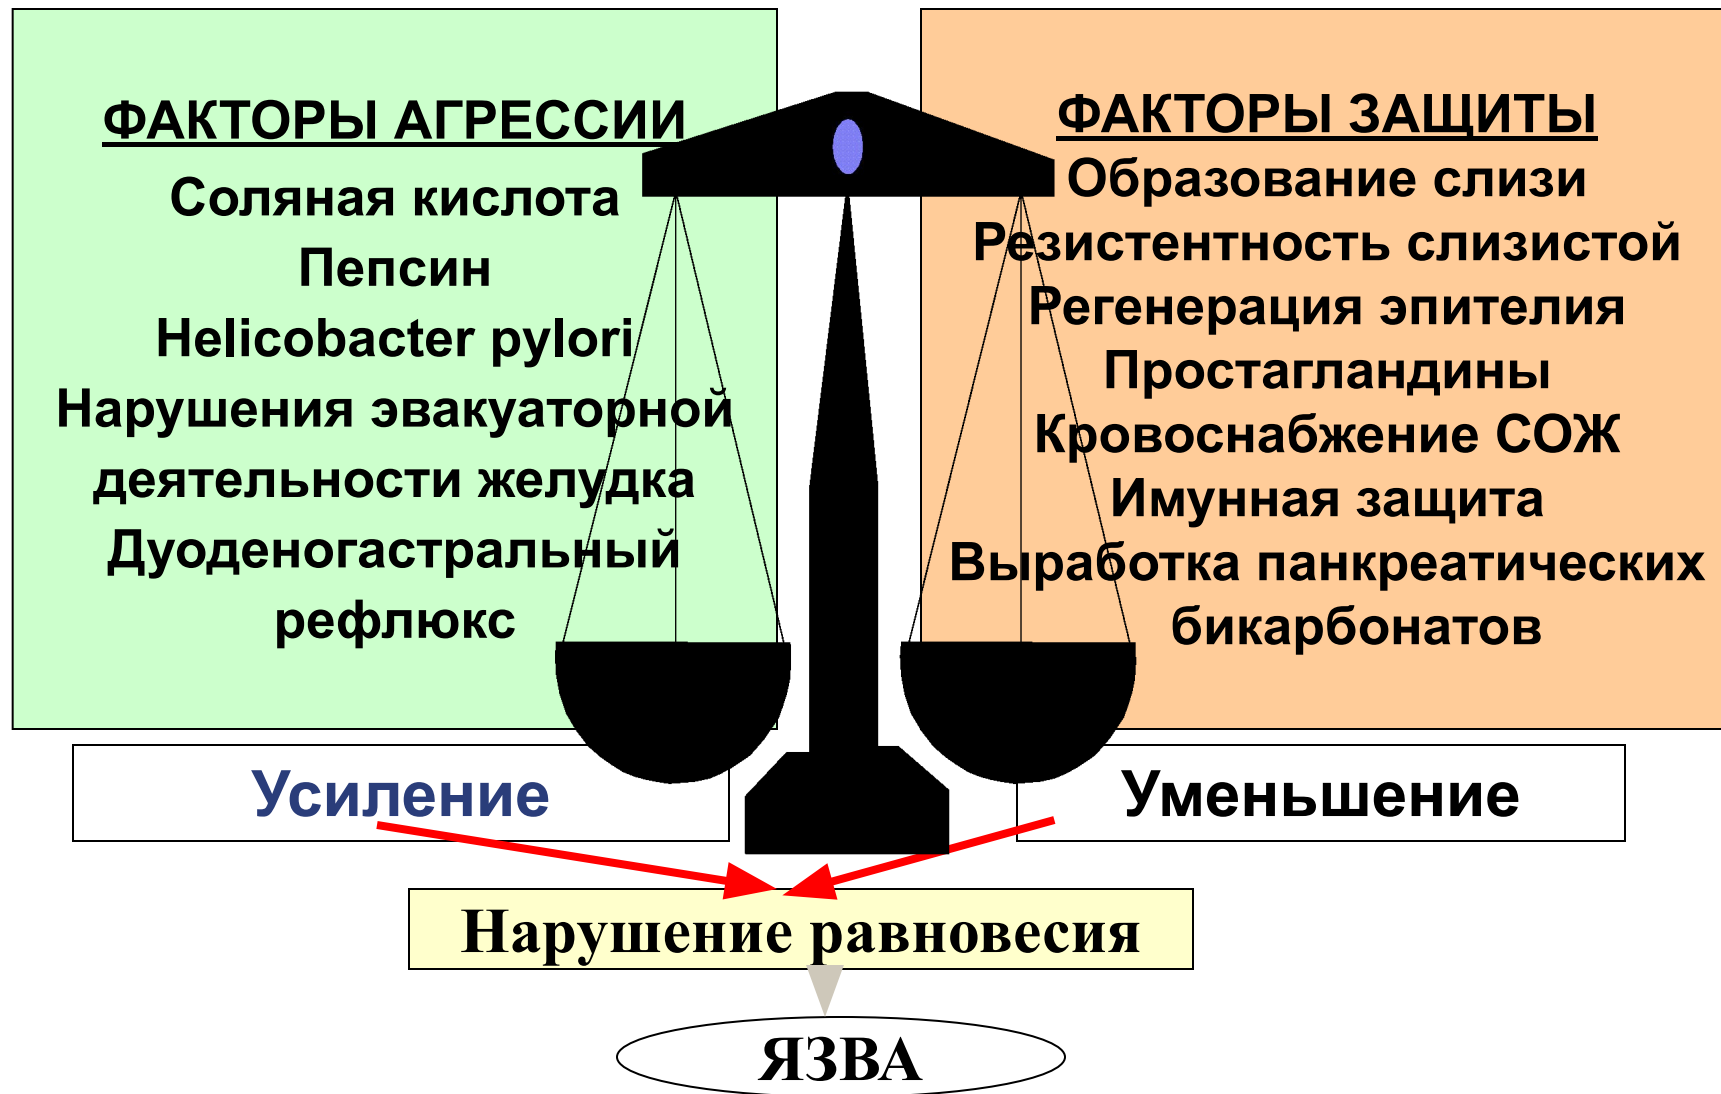 ФАКТОРЫ АГРЕССИИ
Соляная кислота
Пепсин
Helicobacter pylori
Нарушения эвакуаторной
деятельности желудка
Дуоденогастральный
рефлюкс
ФАКТОРЫ ЗАЩИТЫ
Образование слизи
Резистентность слизистой
Регенерация эпителия
Простагландины
Кровоснабжение СОЖ
Имунная защита
Выработка панкреатических
бикарбонатов
Усиление
Уменьшение
Нарушение равновесия
ЯЗВА